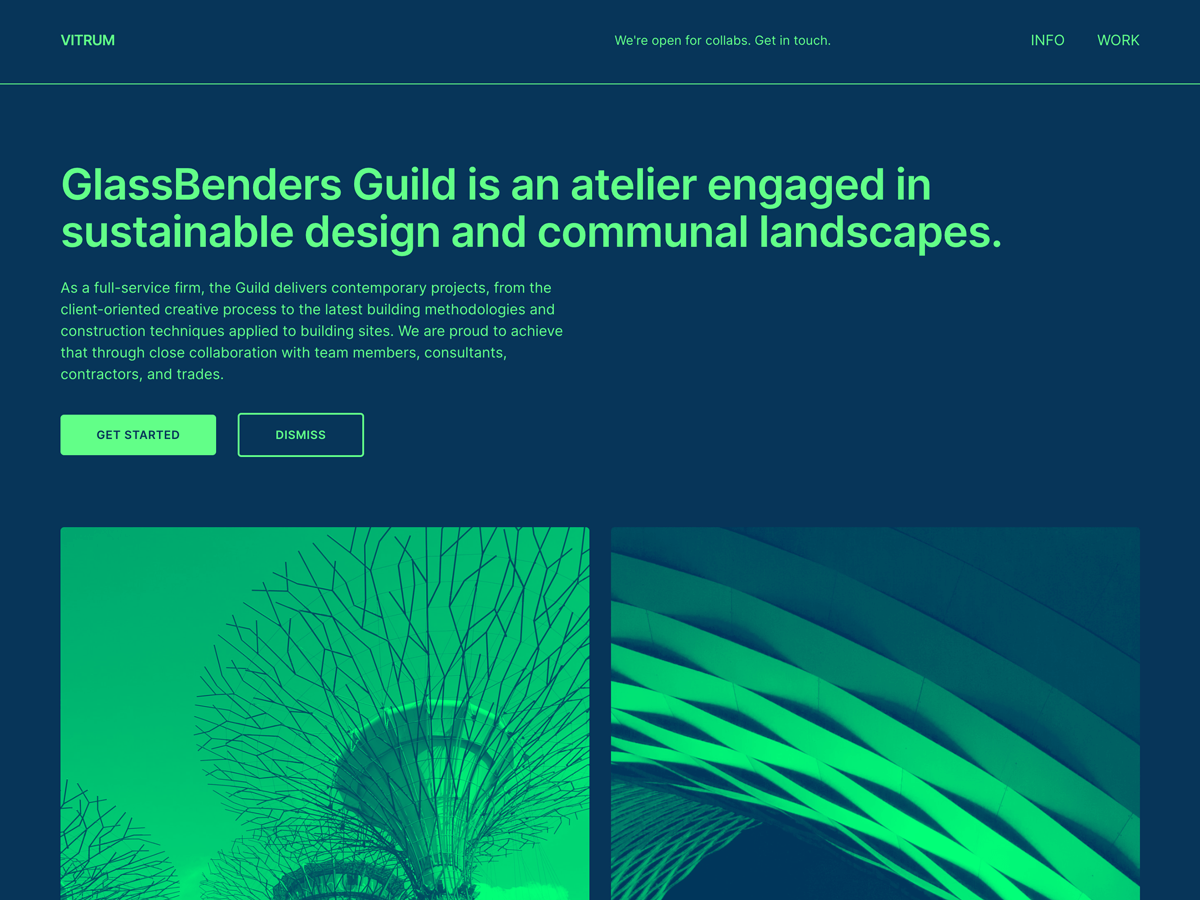 VITRUM
We're open for collabs. Get in touch.
INFO
WORK
GlassBenders Guild is an atelier engaged in
sustainable design and communal landscapes.
As a full-service firm, the Guild delivers contemporary projects, from the
client-oriented creative process to the latest building methodologies and
construction techniques applied to building sites. We are proud to achieve
that through close collaboration with team members, consultants,
contractors, and trades.
GET STARTED
DISMISS